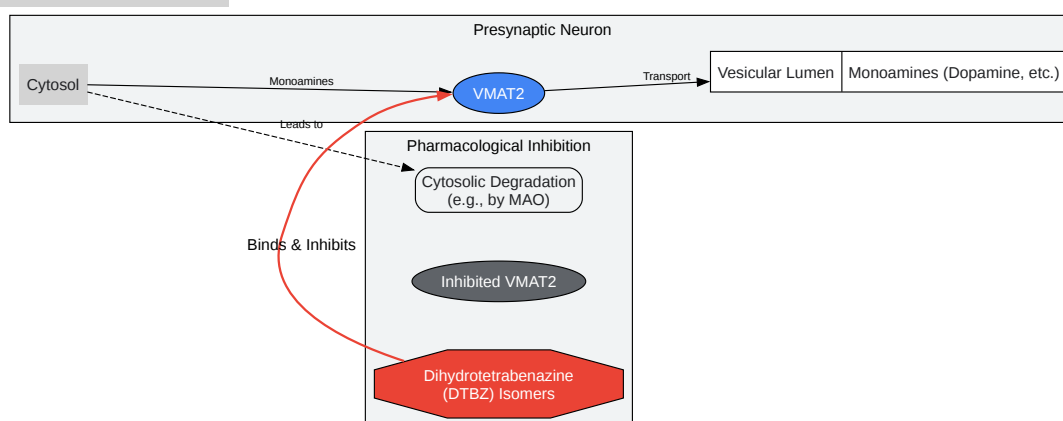 Presynaptic Neuron
Cytosol
Monoamines
VMAT2
Transport
Vesicular Lumen
Monoamines (Dopamine, etc.)
Leads to
Pharmacological Inhibition
Cytosolic Degradation
(e.g., by MAO)
Binds & Inhibits
Inhibited VMAT2
Dihydrotetrabenazine
(DTBZ) Isomers